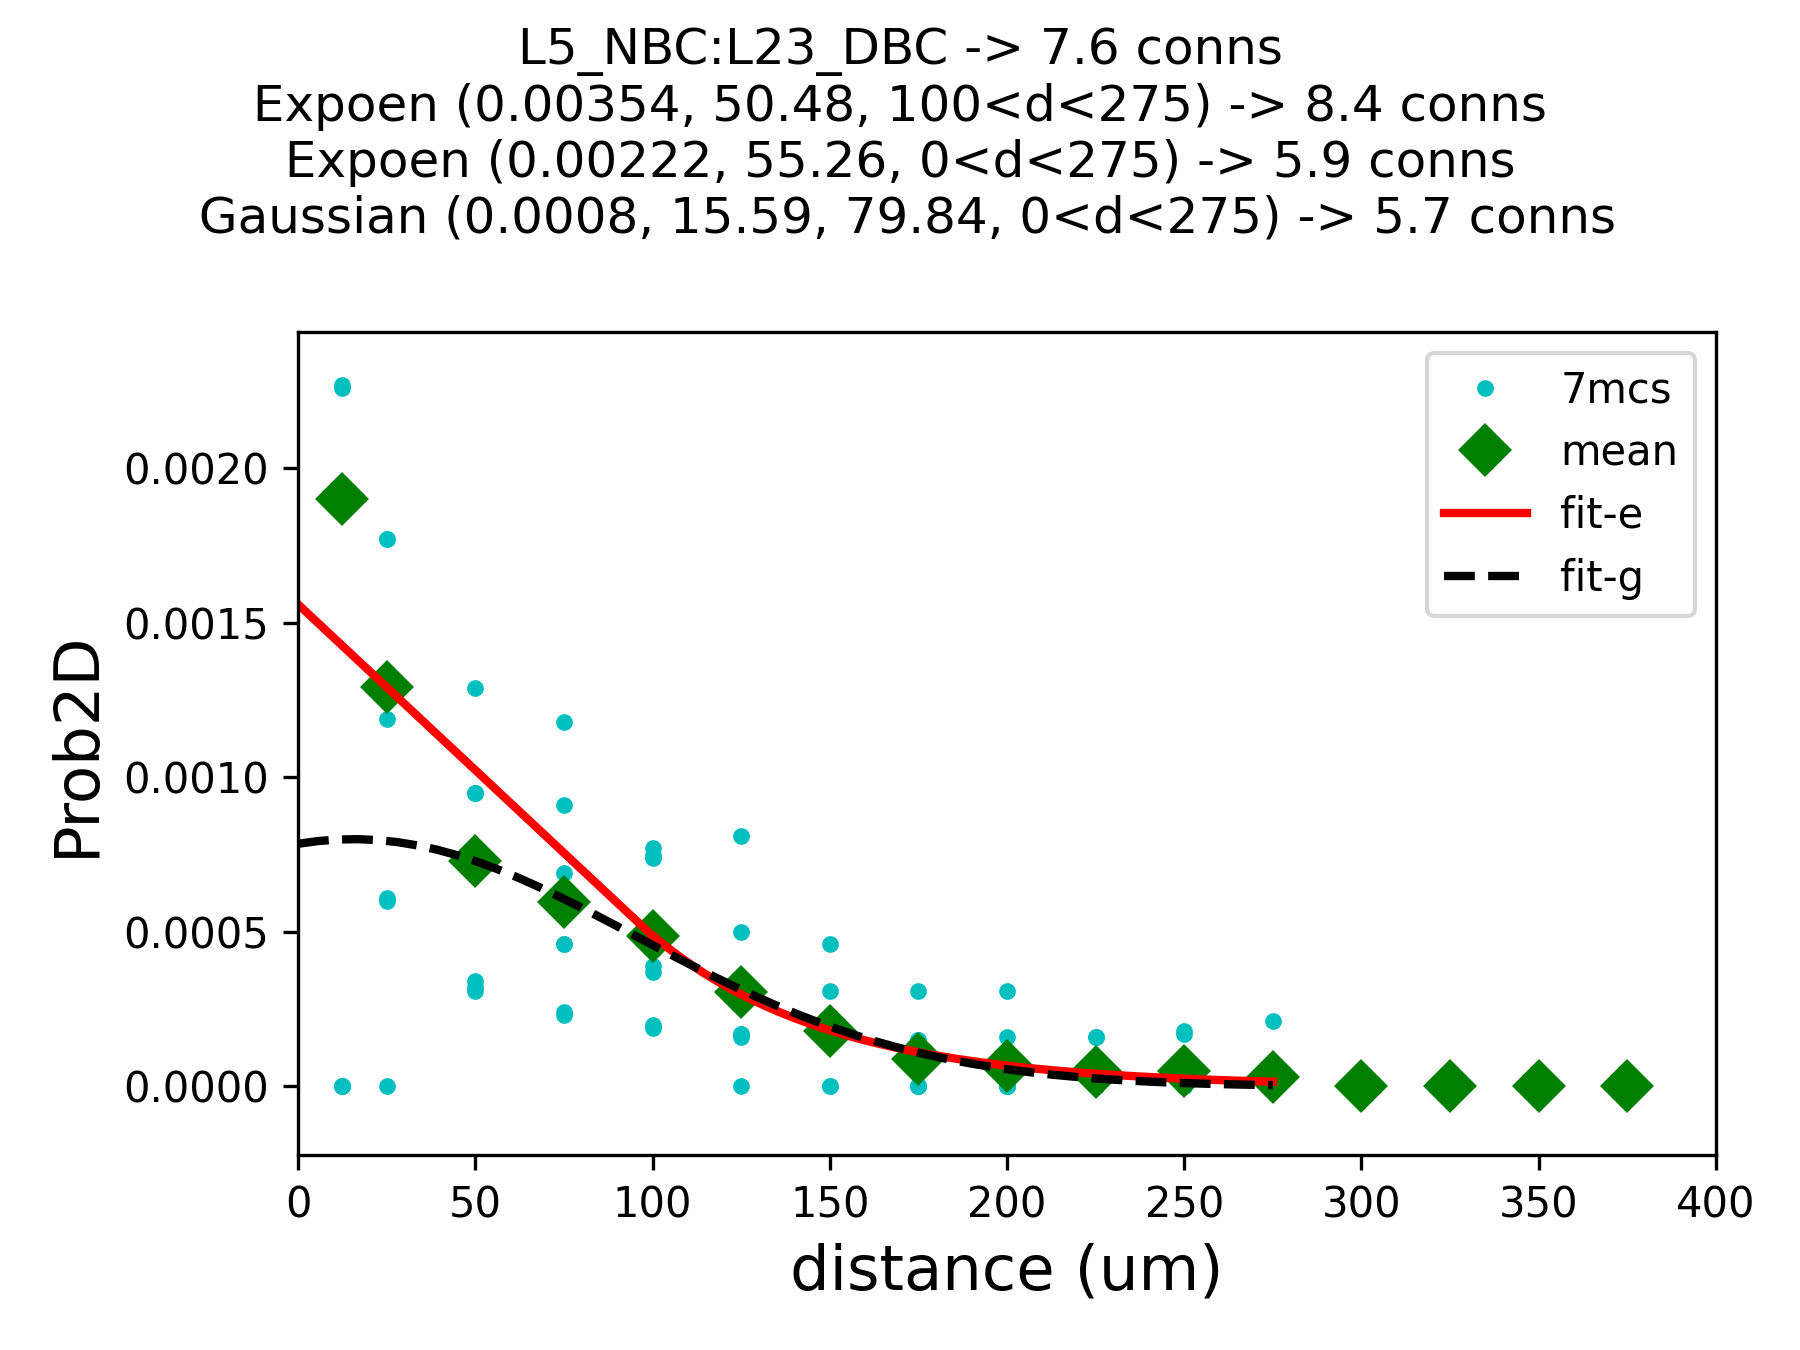 L5_NBC:L23_DBC -> 7.6 conns
Expoen (0.00354, 50.48, 100<d<275) -> 8.4 conns
Expoen (0.00222, 55.26, 0<d<275) -> 5.9 conns
Gaussian (0.0008, 15.59, 79.84, 0<d<275) -> 5.7 conns
7mcs
mean
fit-e
fit-g
Prob2D
0.0020
0.0015
0.0010
0.0005
0.0000
0 50 100 150 200 250 300 350 400
distance (um)